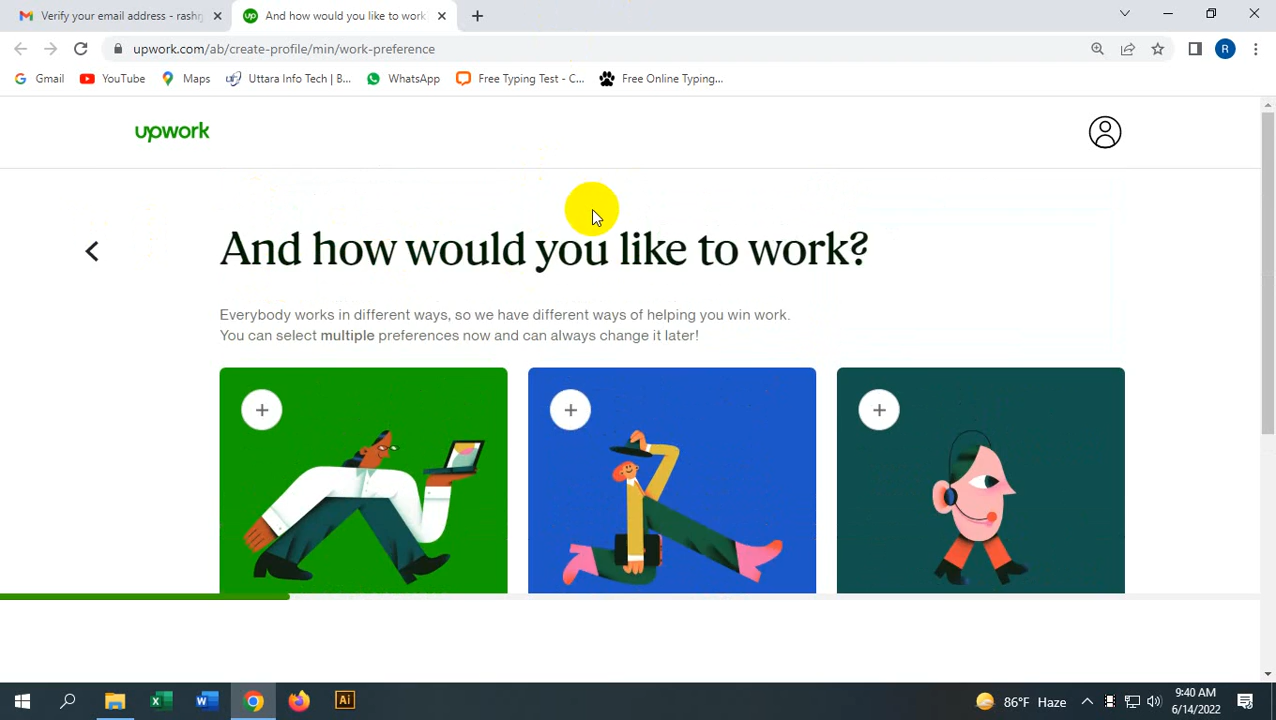 Verify your email address - rashr
And how would you like to work
upwork.com/ab/create-profile/min/work-preference
R
Gmail
YouTube
Maps
Uttara Info Tech | B...
WhatsApp
Free Typing Test - C...
Free Online Typing...
upwork
And how would you like to work?
Everybody works in different ways, so we have different ways of helping you win work.
You can select multiple preferences now and can always change it later!
86°F Haze
9:40 AM
6/14/2022